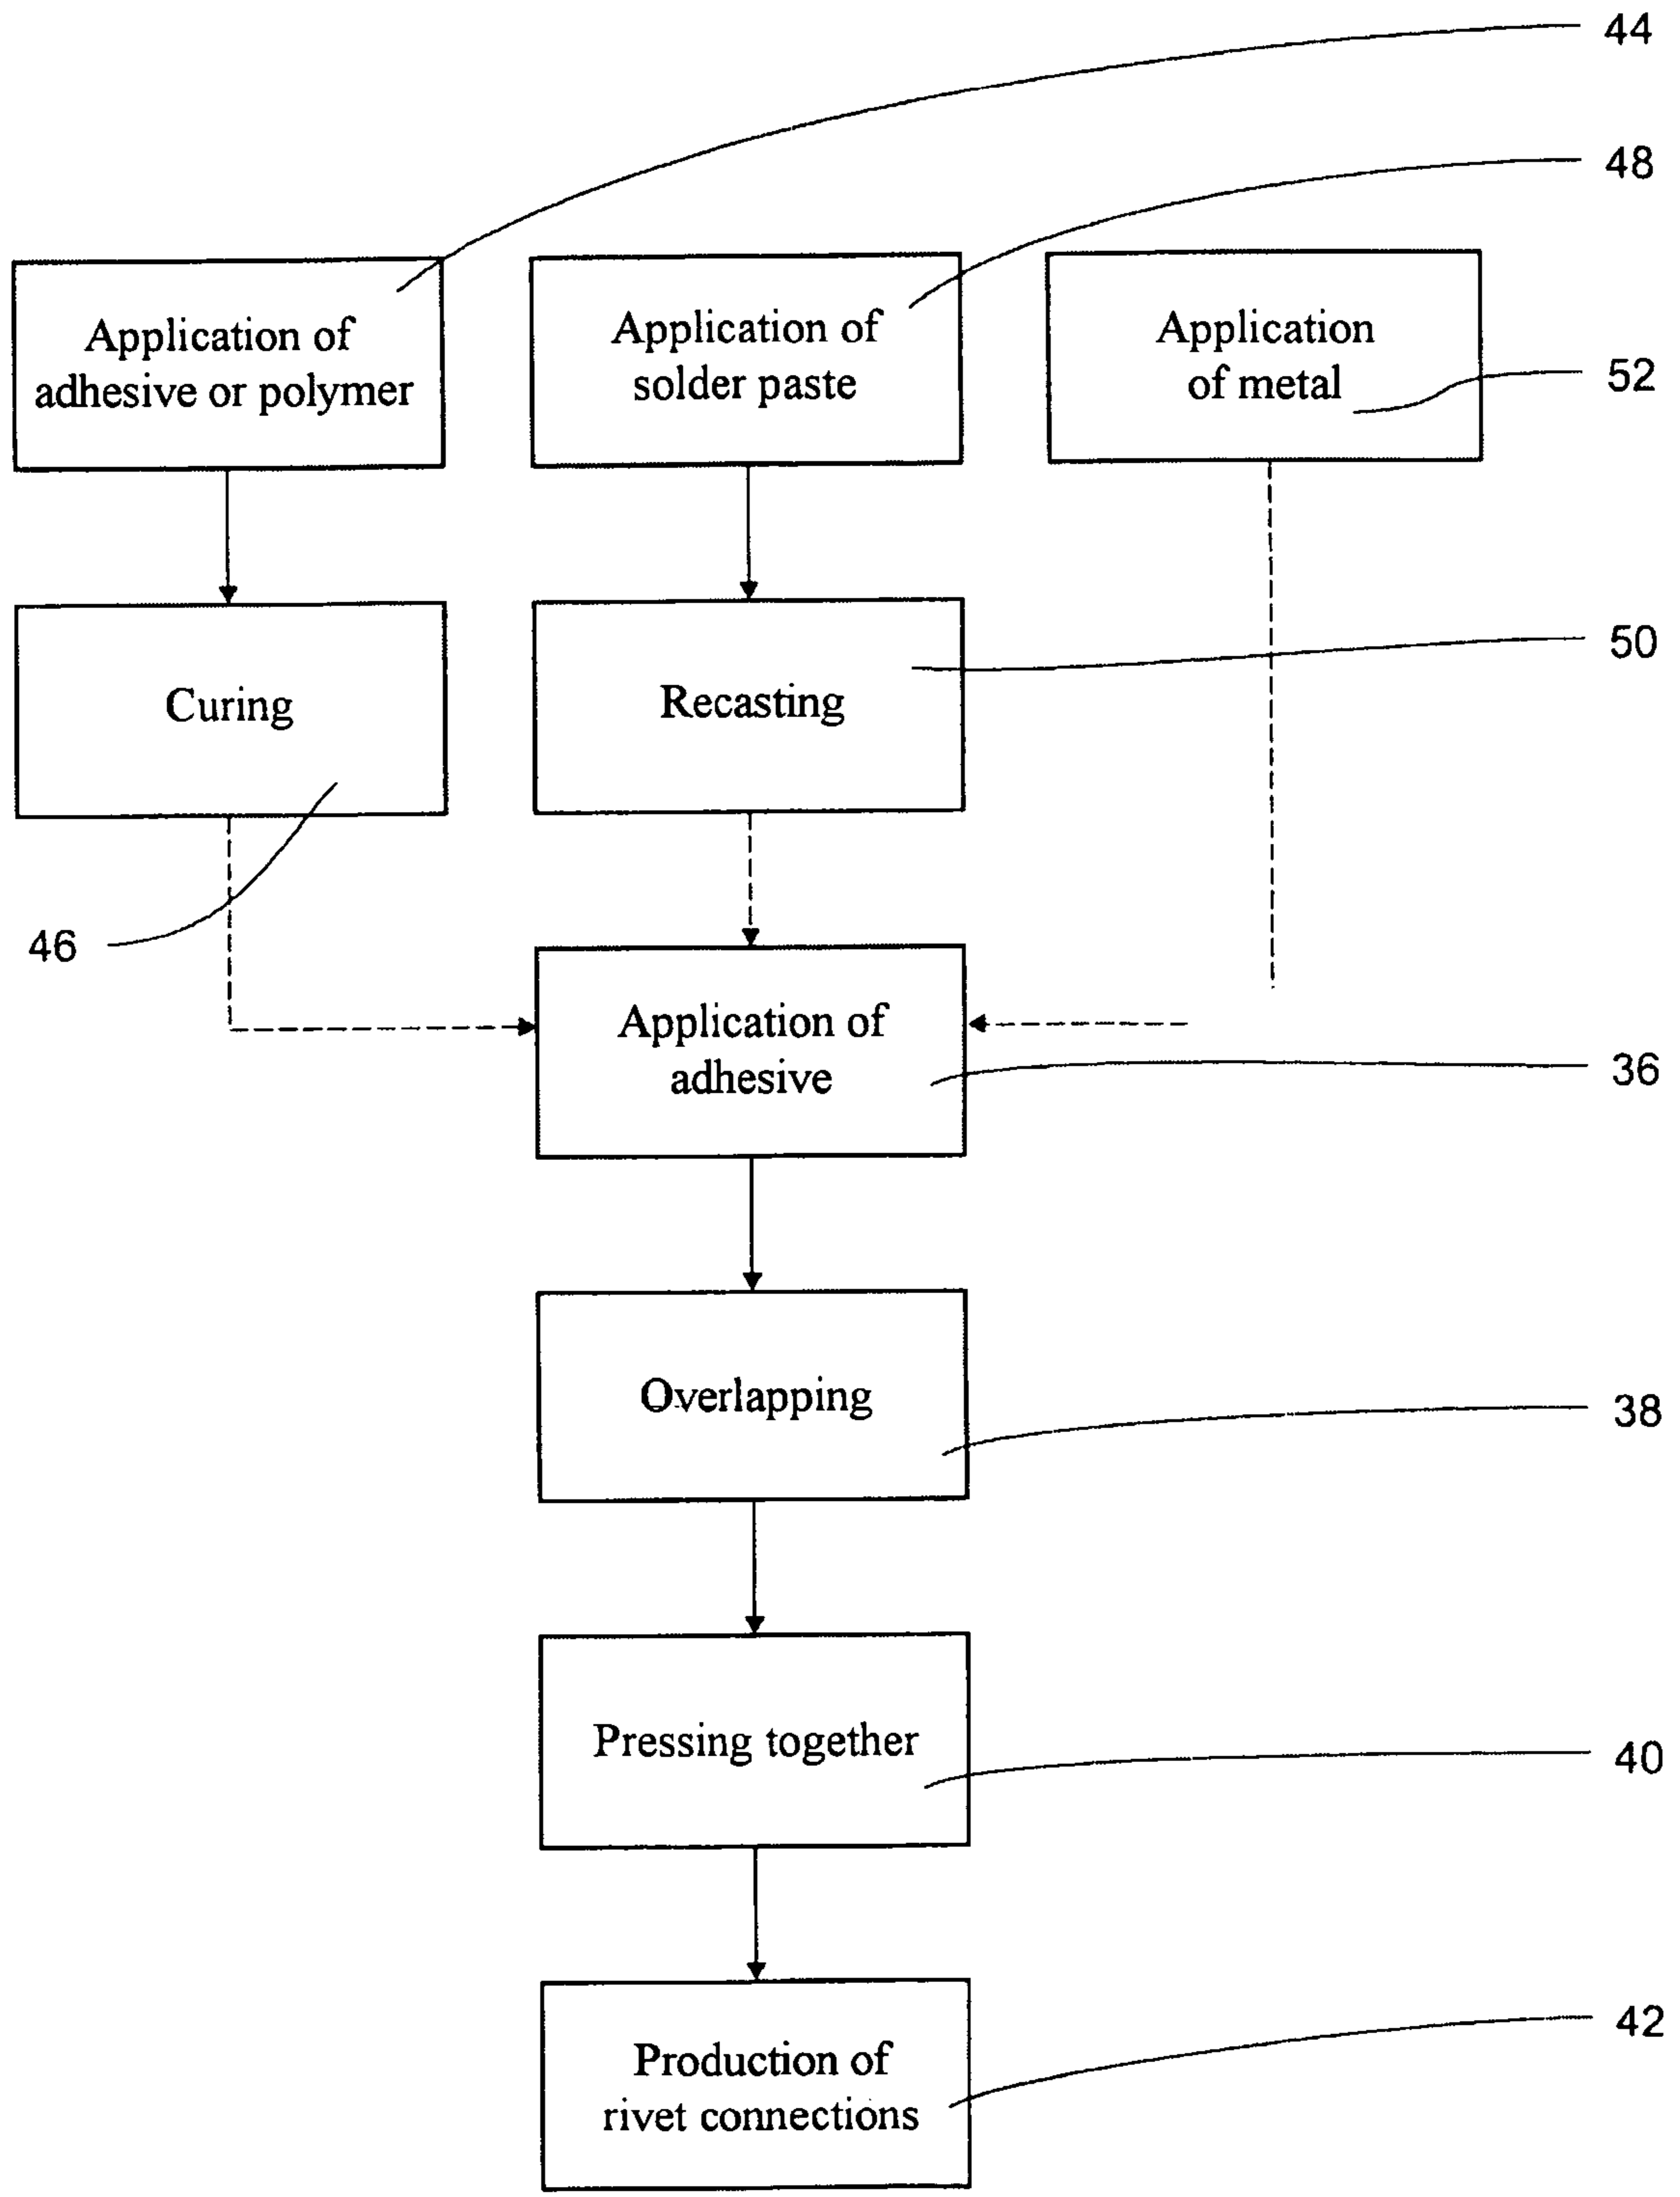 44
48
Application of
adhesive or polymer
Application of
solder paste
Application
of metal
52
Curing
Recasting
50
46
Application of
adhesive
36
Overlapping
38
Pressing together
40
Production of
rivet connections
42